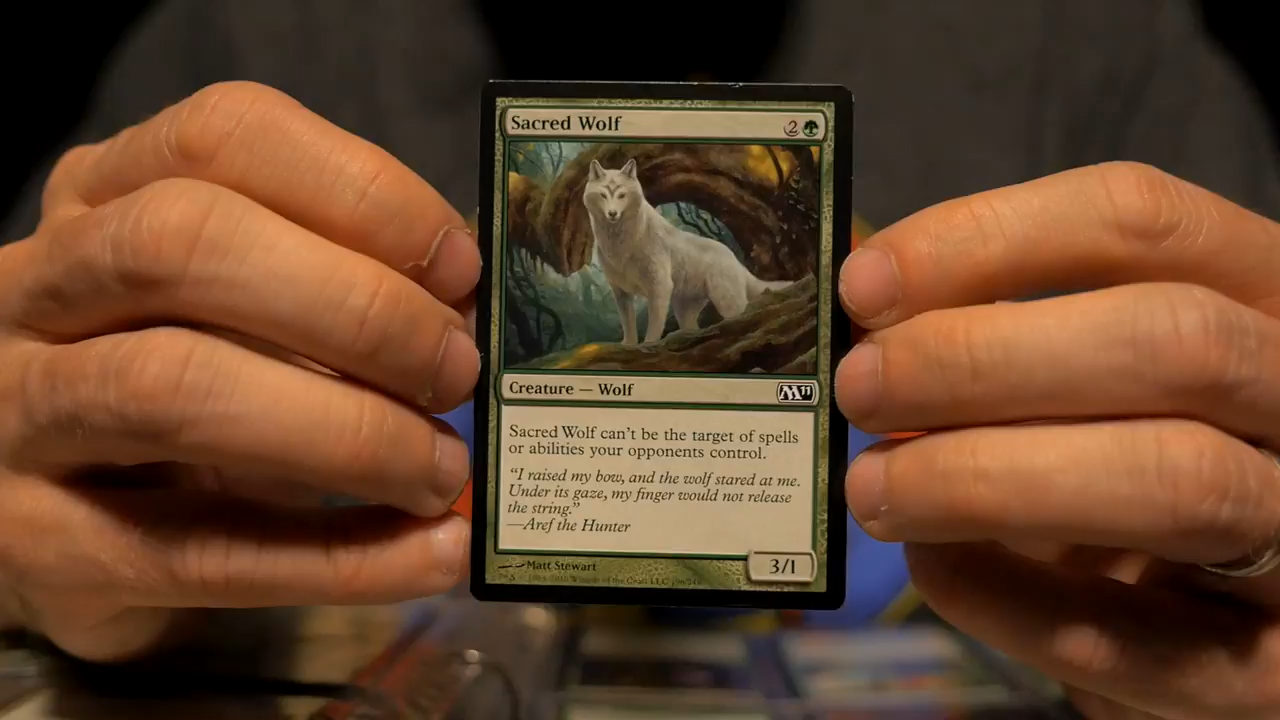 Sacred Wolf 2
Creature — Wolf M11
Sacred Wolf can't be the target of spells
or abilities your opponents control.
"I raised my bow, and the wolf stared at me.
Under its gaze, my finger would not release
the string."
—Aref the Hunter
3/1
Matt Stewart